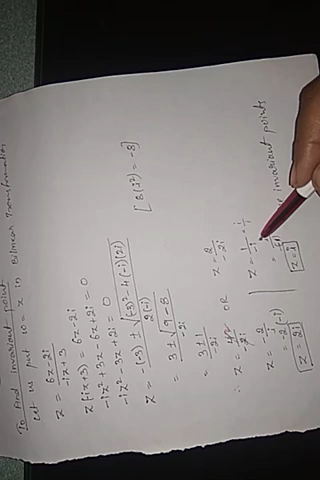 To find invariant point
Let us put w = z in Bilinear Transformation
z = 6z-2i / -iz+3
z(-iz+3) = 6z-2i
-iz²+3z-6z+2i = 0
-iz²-3z+2i = 0
z = -(-3) ± √((-3)²-4(-i)(2i)) / 2(-i)
[8(i²) = -8]
= 3 ± √(9-8) / -2i
= 3 ± 1 / -2i
∴ z = 4 / -2i OR z = 2 / -2i
z = -2 / i
= -2(-i)
z = 2i
z = 1 / -i
z = i
invariant points